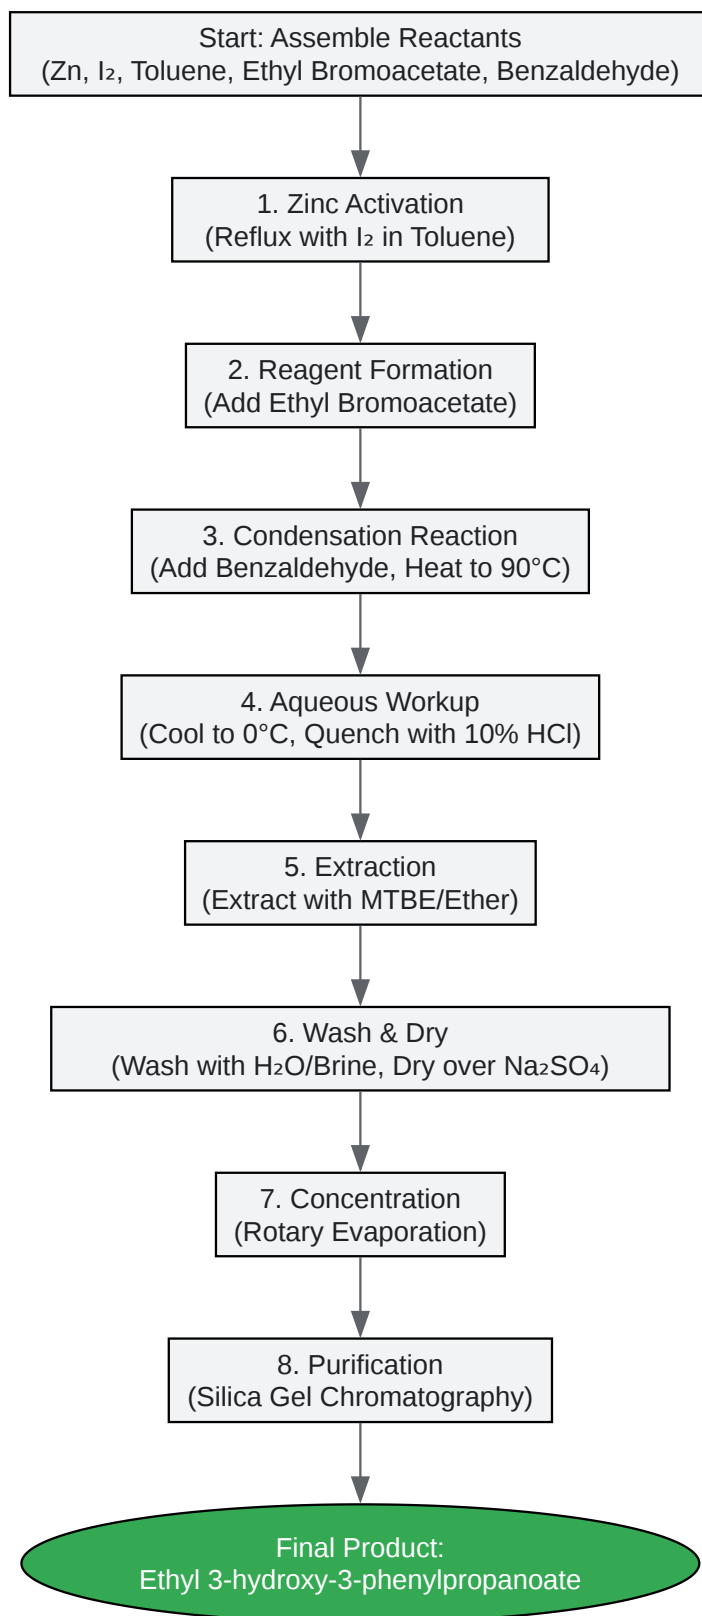 Start: Assemble Reactants
(Zn, I₂, Toluene, Ethyl Bromoacetate, Benzaldehyde)
1. Zinc Activation
(Reflux with I₂ in Toluene)
2. Reagent Formation
(Add Ethyl Bromoacetate)
3. Condensation Reaction
(Add Benzaldehyde, Heat to 90°C)
4. Aqueous Workup
(Cool to 0°C, Quench with 10% HCl)
5. Extraction
(Extract with MTBE/Ether)
6. Wash & Dry
(Wash with H₂O/Brine, Dry over Na₂SO₄)
7. Concentration
(Rotary Evaporation)
8. Purification
(Silica Gel Chromatography)
Final Product:
Ethyl 3-hydroxy-3-phenylpropanoate